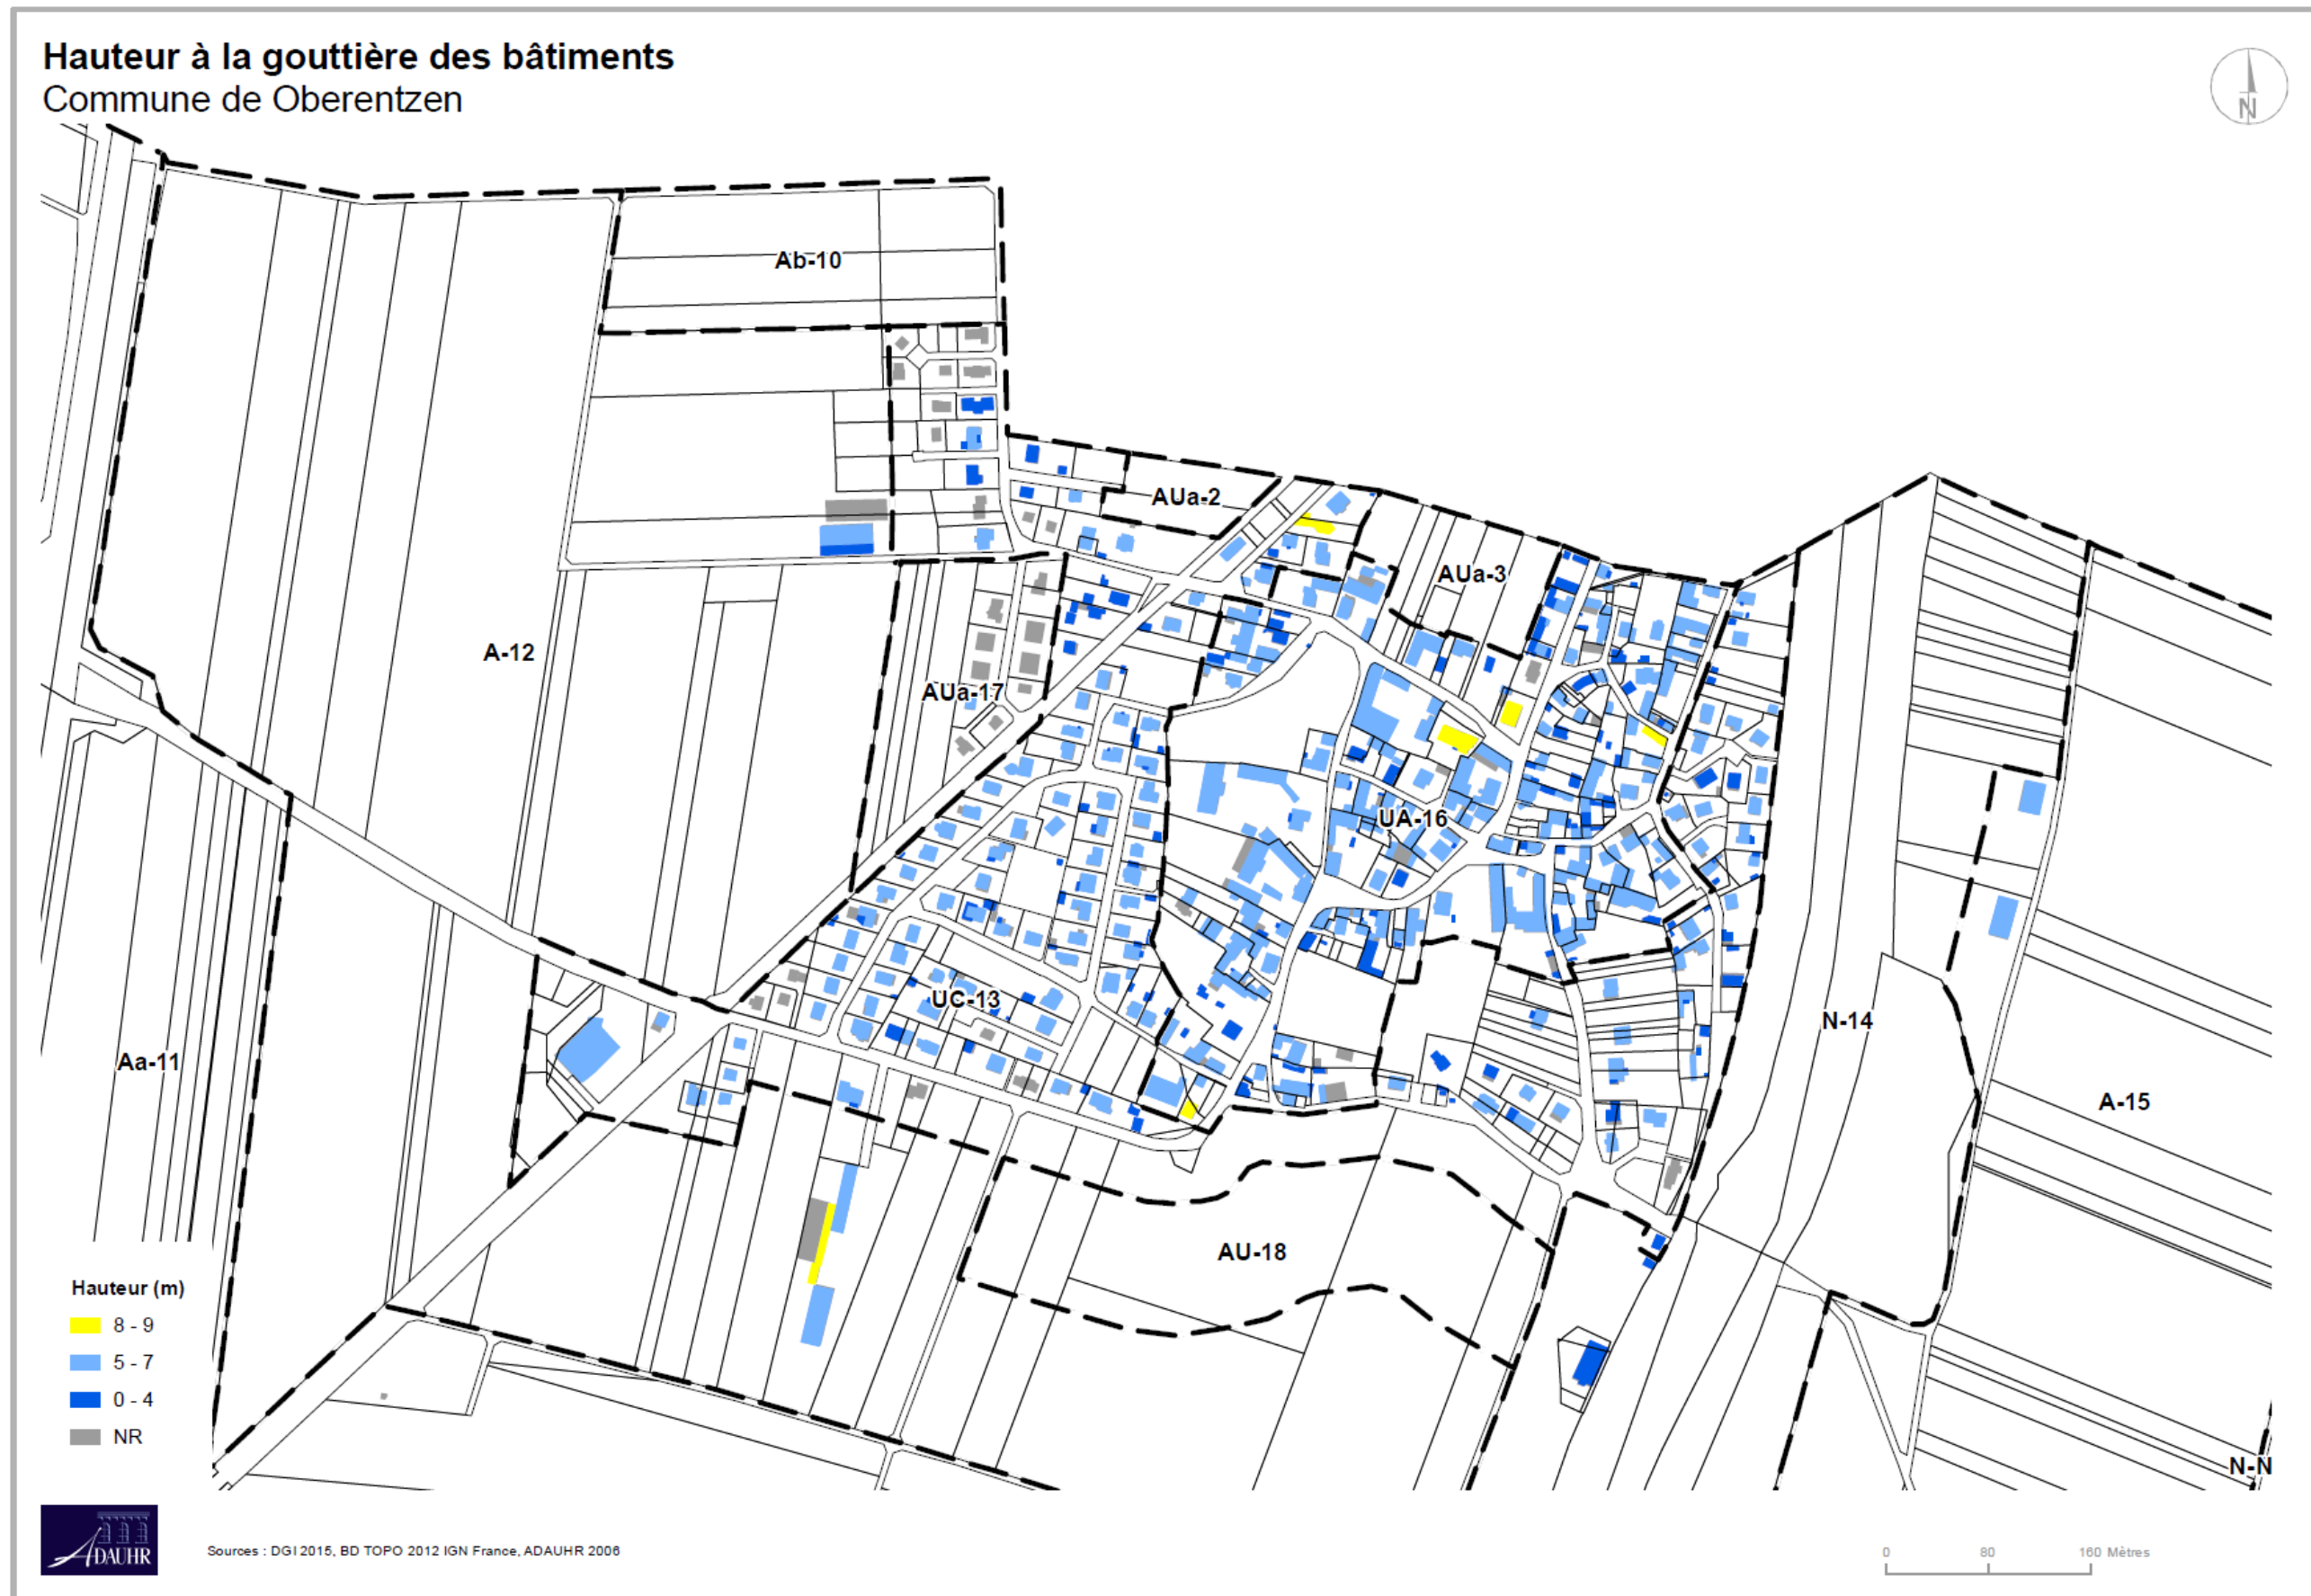 Hauteur à la gouttière des bâtiments
Commune de Oberentzen
N
Ab-10
AUa-2
AUa-3
A-12
AUa-17
UA-16
UC-13
N-14
Aa-11
A-15
AU-18
N-N
Hauteur (m)
8 - 9
5 - 7
0 - 4
NR
ADAUHR
Sources : DGI 2015, BD TOPO 2012 IGN France, ADAUHR 2006
0 80 160 Mètres